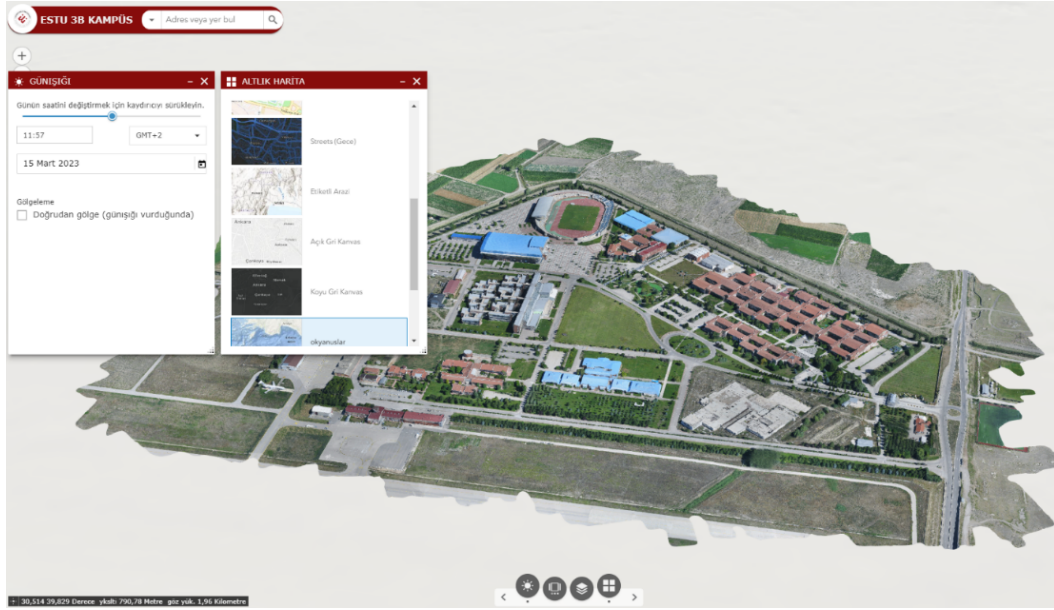 ESTU 3B KAMPÜS
Adres veya yer bul
GÜNIŞIĞI
Günün saatini değiştirmek için kaydırıcıyı sürükleyin.
11:57
GMT+2
15 Mart 2023
Gölgeleme
Doğrudan gölge (günışığı vurduğunda)
ALTLIK HARİTA
Streets (Gece)
Etiketli Arazi
Açık Gri Kanvas
Koyu Gri Kanvas
okyanuslar
30,514 39,829 Derece yksltı 790,78 Metre göz yük. 1,96 Kilometre